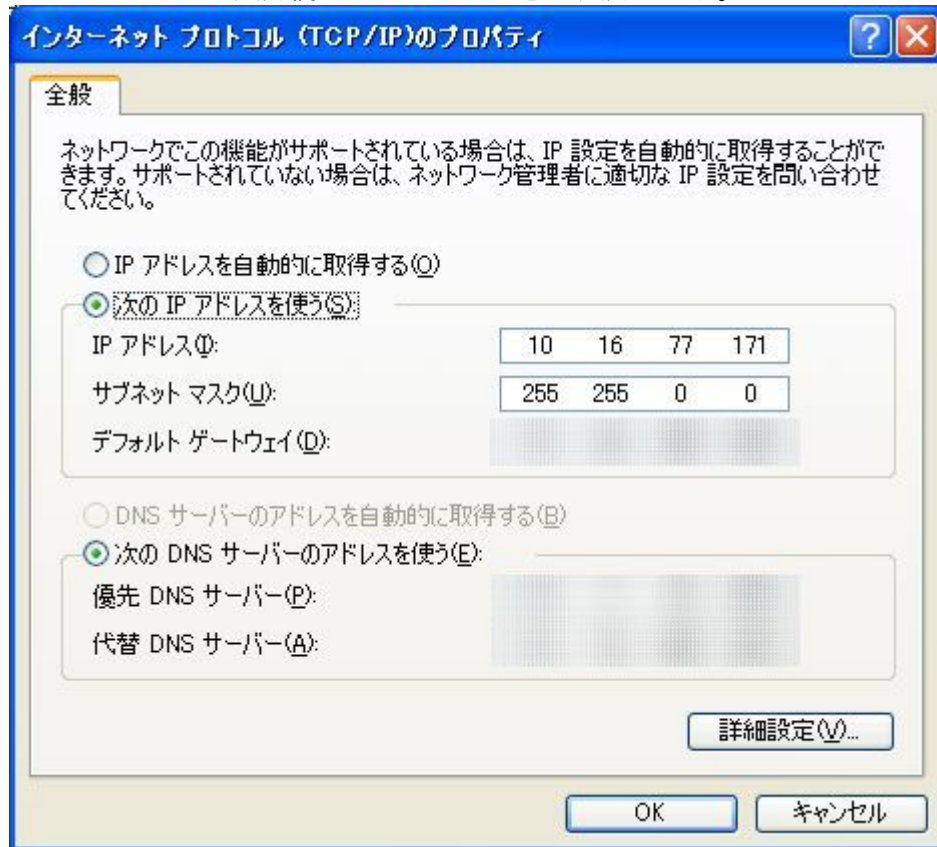 インターネット プロトコル (TCP/IP)のプロパティ
全般
ネットワークでこの機能がサポートされている場合は、IP 設定を自動的に取得することがで
きます。サポートされていない場合は、ネットワーク管理者に適切な IP 設定を問い合わせ
てください。
IP アドレスを自動的に取得する(O)
次の IP アドレスを使う(S):
IP アドレス(I): 10 16 77 171
サブネット マスク(U): 255 255 0 0
デフォルト ゲートウェイ(D):
DNS サーバーのアドレスを自動的に取得する(B)
次の DNS サーバーのアドレスを使う(E):
優先 DNS サーバー(P):
代替 DNS サーバー(A):
詳細設定(V)...
OK キャンセル